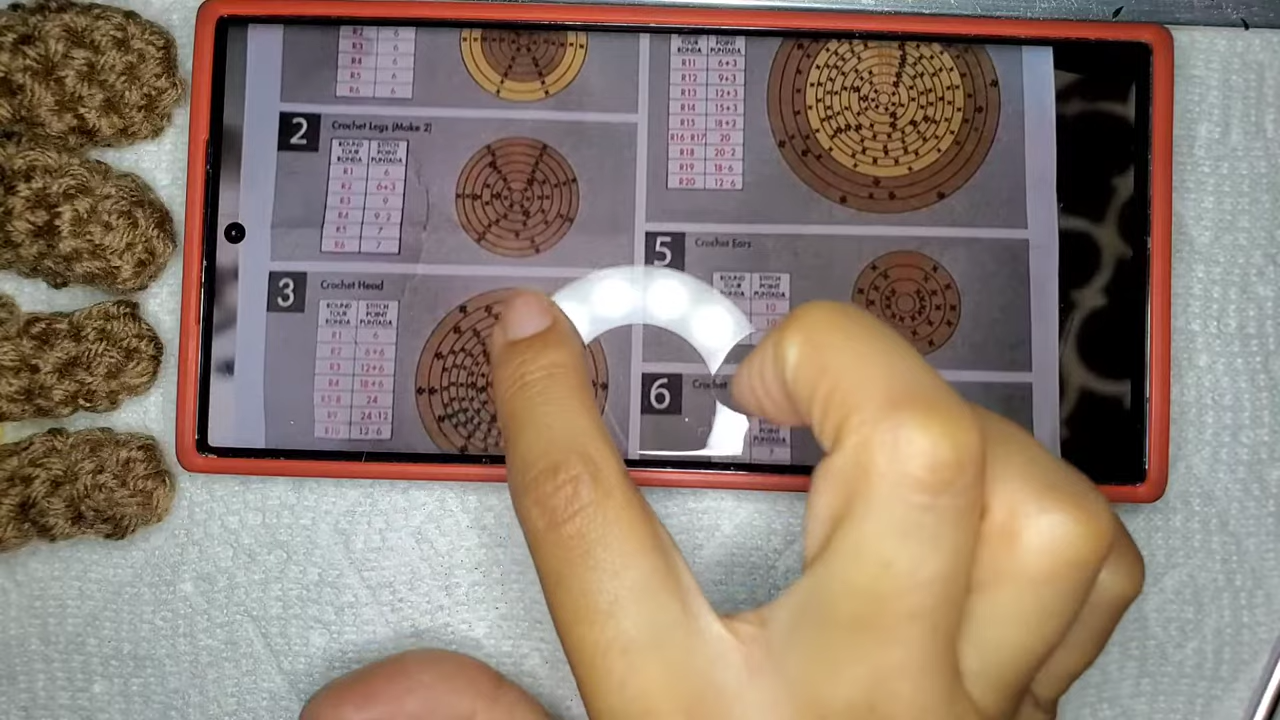 R2 6
R3 6
R4 6
R5 6
R6 6
2 Crochet Legs (Make 2)
ROUND TOUR RONDA STITCH POINT PUNTADA
R1 6
R2 6+3
R3 9
R4 9-2
R5 7
R6 7
3 Crochet Head
ROUND TOUR RONDA STITCH POINT PUNTADA
R1 6
R2 6+6
R3 12+6
R4 18+6
R5-8 24
R9 24-12
R10 12-6
TOUR RONDA POINT PUNTADA
R11 6+3
R12 9+3
R13 12+3
R14 15+3
R15 18+2
R16-R17 20
R18 20-2
R19 18-6
R20 12-6
5 Crochet Ears
ROUND TOUR STITCH POINT PUNTADA
10
6 Crochet
PUNTADA
7